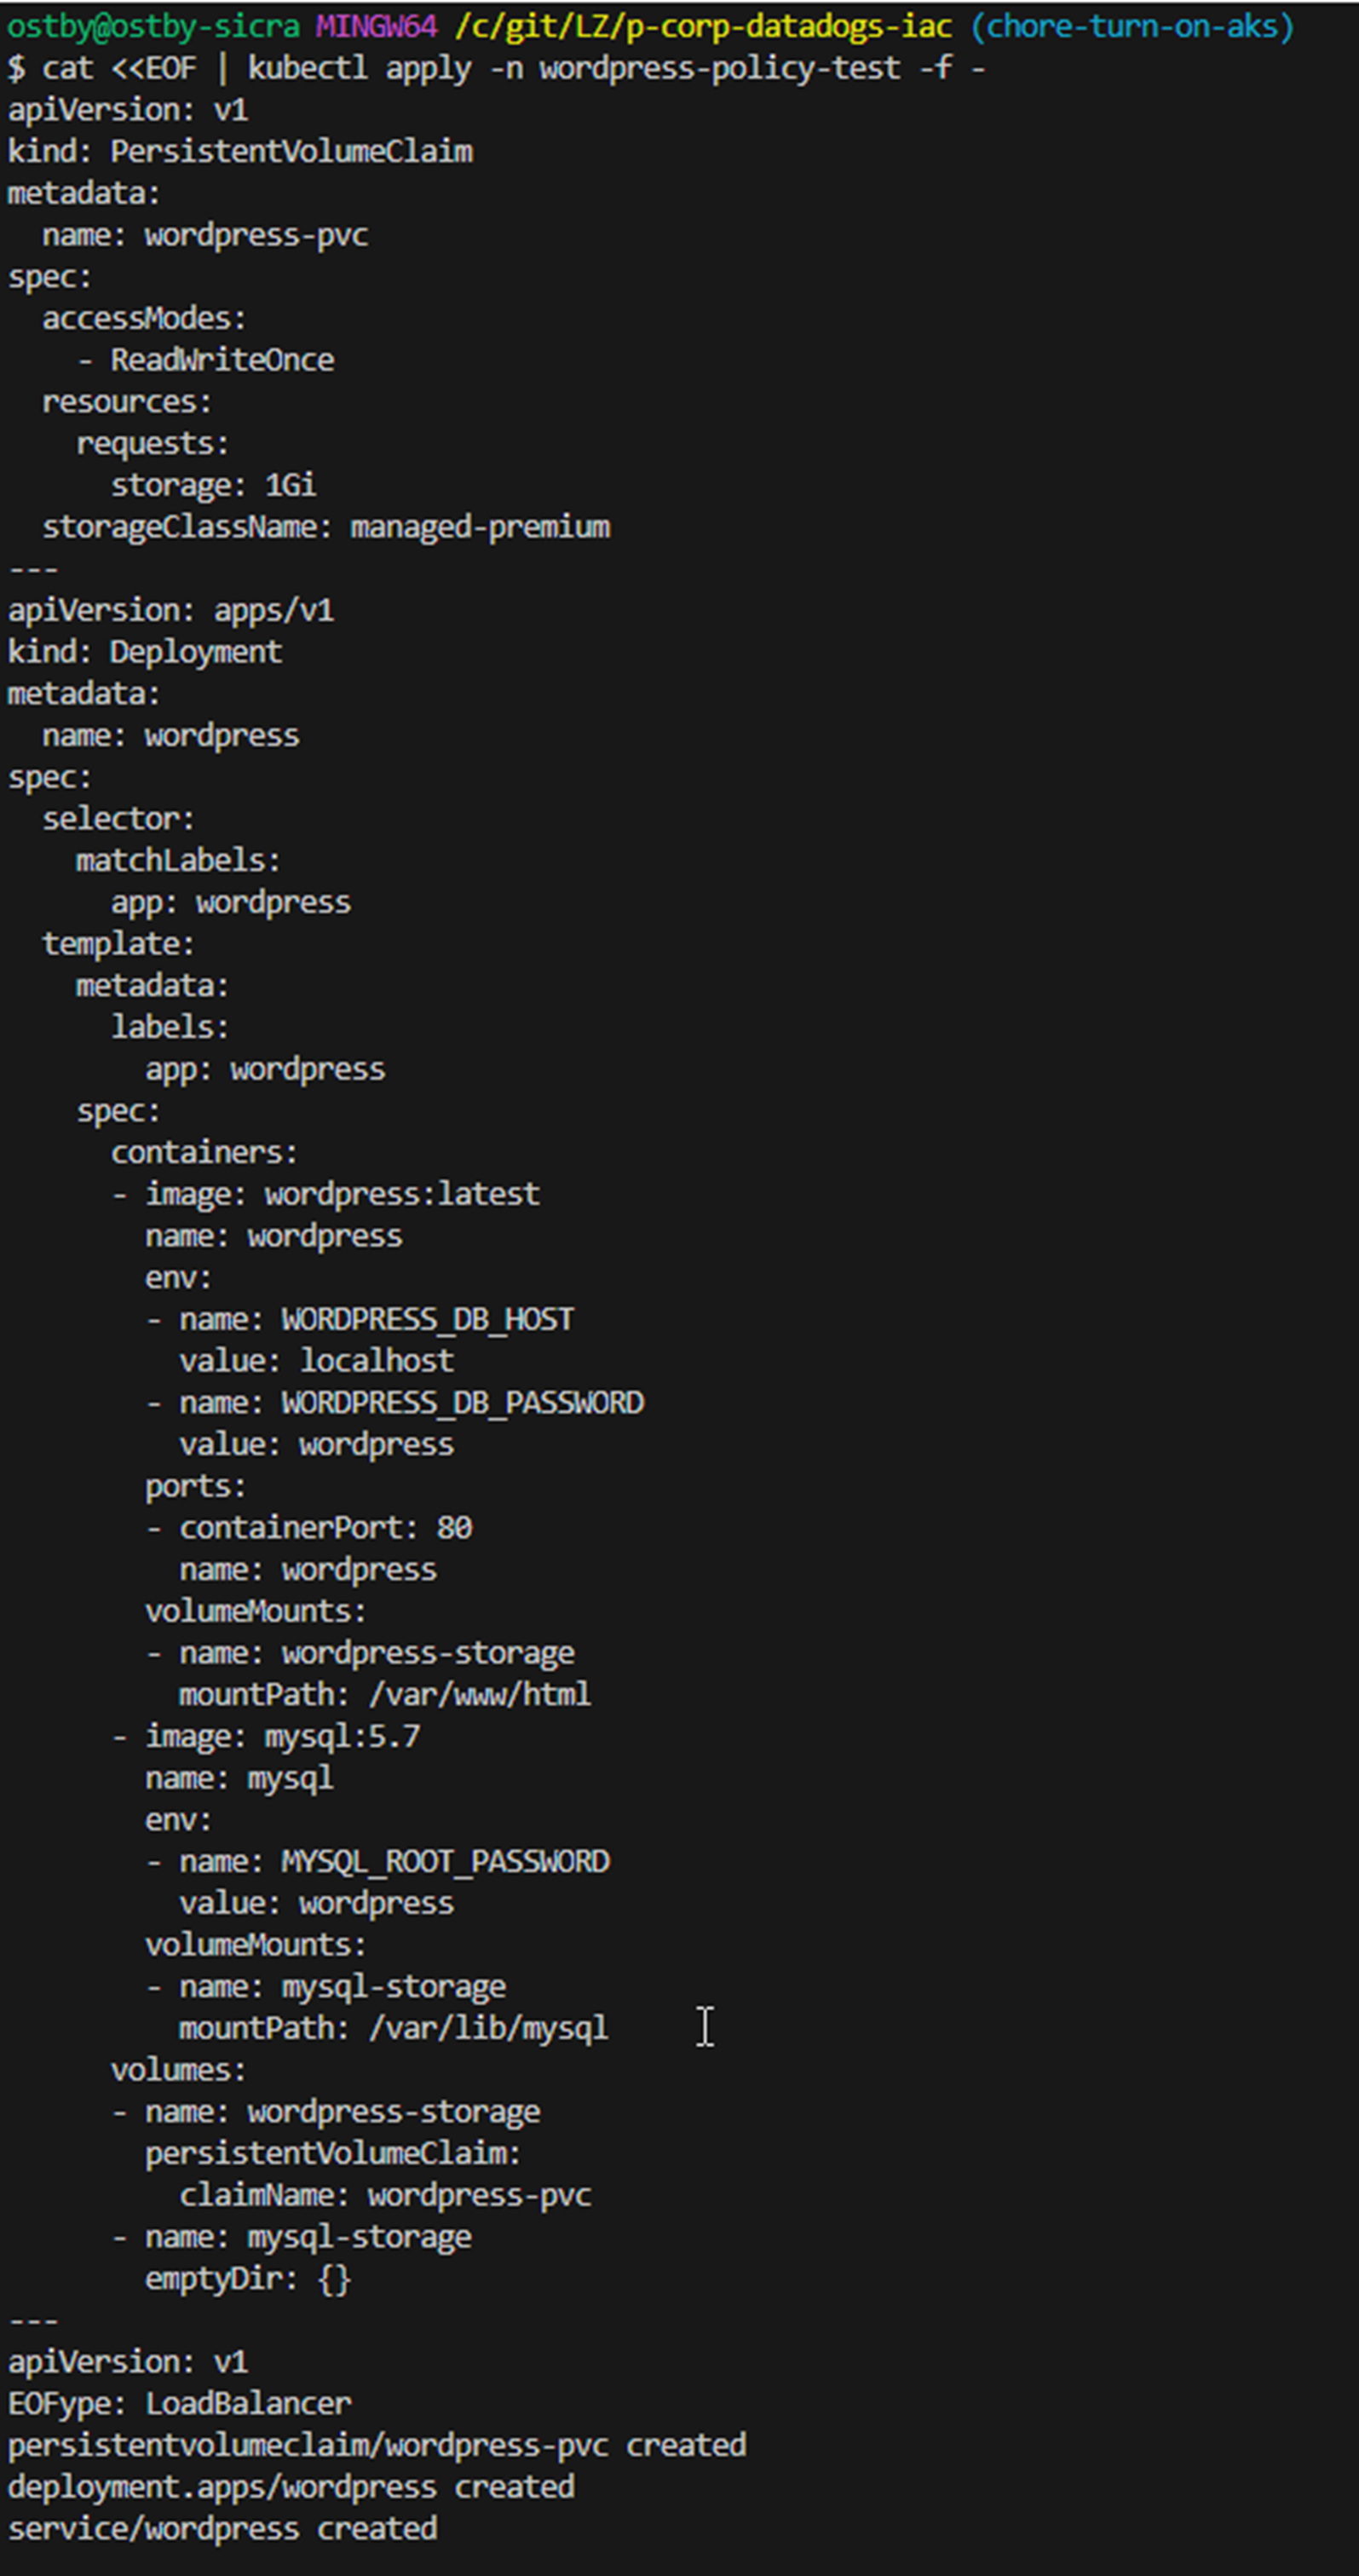 ostby@ostby-sicra MINGW64 /c/git/LZ/p-corp-datadogs-iac (chore-turn-on-aks)
$ cat <<EOF | kubectl apply -n wordpress-policy-test -f -
apiVersion: v1
kind: PersistentVolumeClaim
metadata:
  name: wordpress-pvc
spec:
  accessModes:
    - ReadWriteOnce
  resources:
    requests:
      storage: 1Gi
  storageClassName: managed-premium
---
apiVersion: apps/v1
kind: Deployment
metadata:
  name: wordpress
spec:
  selector:
    matchLabels:
      app: wordpress
  template:
    metadata:
      labels:
        app: wordpress
    spec:
      containers:
      - image: wordpress:latest
        name: wordpress
        env:
        - name: WORDPRESS_DB_HOST
          value: localhost
        - name: WORDPRESS_DB_PASSWORD
          value: wordpress
        ports:
        - containerPort: 80
          name: wordpress
        volumeMounts:
        - name: wordpress-storage
          mountPath: /var/www/html
      - image: mysql:5.7
        name: mysql
        env:
        - name: MYSQL_ROOT_PASSWORD
          value: wordpress
        volumeMounts:
        - name: mysql-storage
          mountPath: /var/lib/mysql
      volumes:
      - name: wordpress-storage
        persistentVolumeClaim:
          claimName: wordpress-pvc
      - name: mysql-storage
        emptyDir: {}
---
apiVersion: v1
EOFype: LoadBalancer
persistentvolumeclaim/wordpress-pvc created
deployment.apps/wordpress created
service/wordpress created